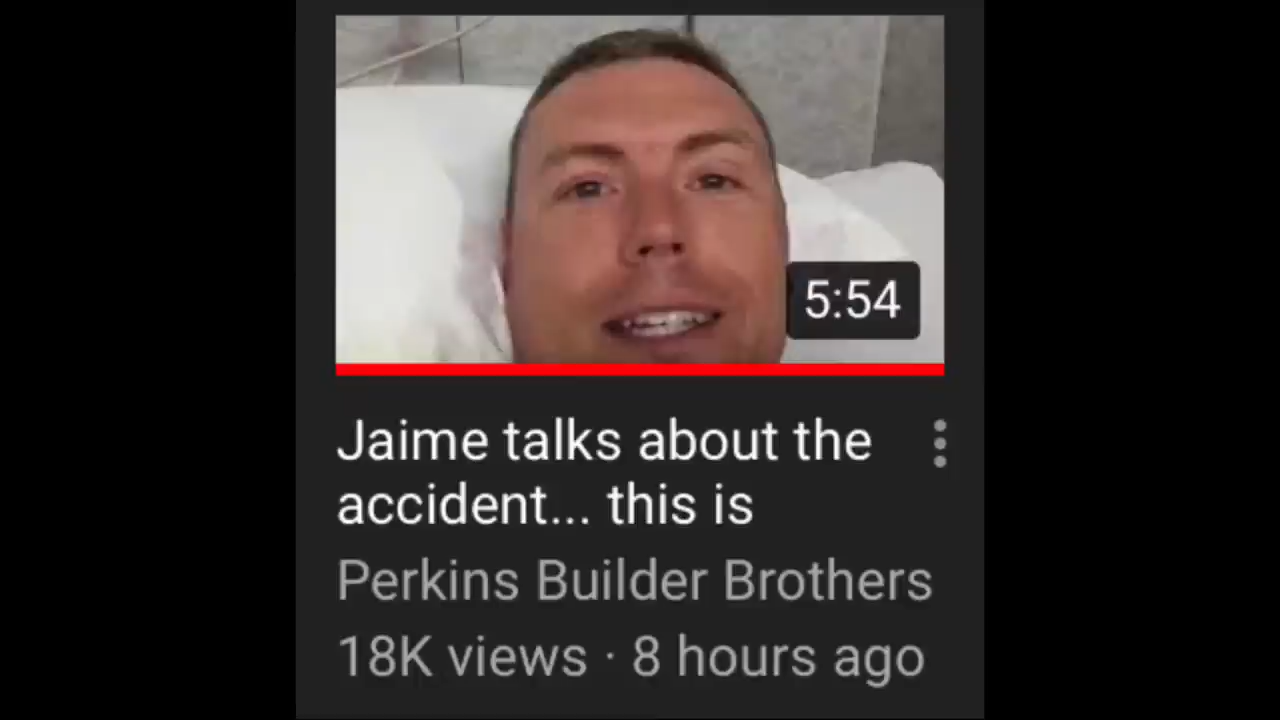 5:54
Jaime talks about the
accident... this is
Perkins Builder Brothers
18K views · 8 hours ago